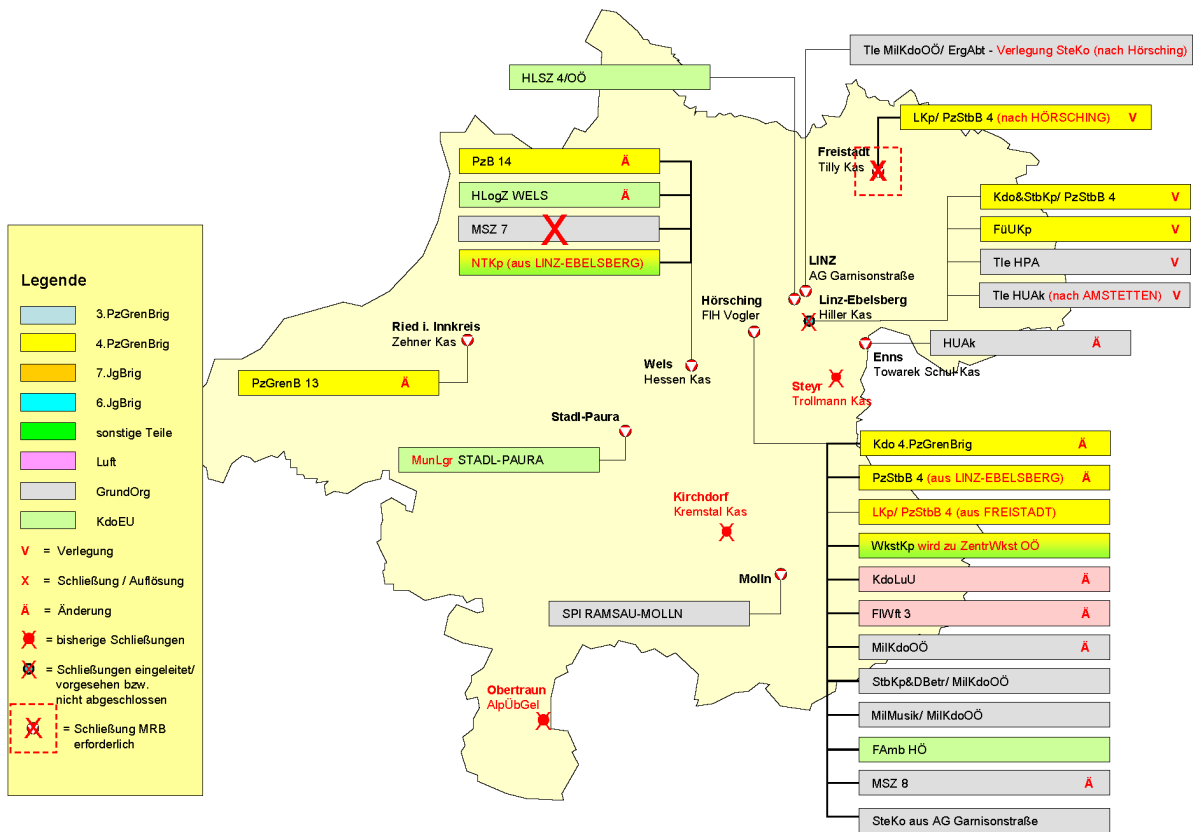 Tle MilKdoOÖ/ ErgAbt - Verlegung SteKo (nach Hörsching)
HLSZ 4/OÖ
LKp/ PzStbB 4 (nach HÖRSCHING) V
Freistadt
Tilly Kas
PzB 14 Ä
HLogZ WELS Ä
MSZ 7
NTKp (aus LINZ-EBELSBERG)
Kdo&StbKp/ PzStbB 4 V
FüUKp V
Tle HPA V
Tle HUAk (nach AMSTETTEN) V
LINZ
AG Garnisonstraße
Linz-Ebelsberg
Hiller Kas
Hörsching
FlH Vogler
HUAk Ä
Enns
Towarek Schul-Kas
Ried i. Innkreis
Zehner Kas
PzGrenB 13 Ä
Wels
Hessen Kas
Steyr
Trollmann Kas
Stadl-Paura
MunLgr STADL-PAURA
Kirchdorf
Kremstal Kas
Molln
SPI RAMSAU-MOLLN
Obertraun
AlpÜbGel
Kdo 4.PzGrenBrig Ä
PzStbB 4 (aus LINZ-EBELSBERG) Ä
LKp/ PzStbB 4 (aus FREISTADT)
WkstKp wird zu ZentrWkst OÖ
KdoLuU Ä
FlWft 3 Ä
MilKdoOÖ Ä
StbKp&DBetr/ MilKdoOÖ
MilMusik/ MilKdoOÖ
FAmb HÖ
MSZ 8 Ä
SteKo aus AG Garnisonstraße
Legende
3.PzGrenBrig
4.PzGrenBrig
7.JgBrig
6.JgBrig
sonstige Teile
Luft
GrundOrg
KdoEU
V = Verlegung
X = Schließung / Auflösung
Ä = Änderung
= bisherige Schließungen
= Schließungen eingeleitet/
vorgesehen bzw.
nicht abgeschlossen
= Schließung MRB
erforderlich